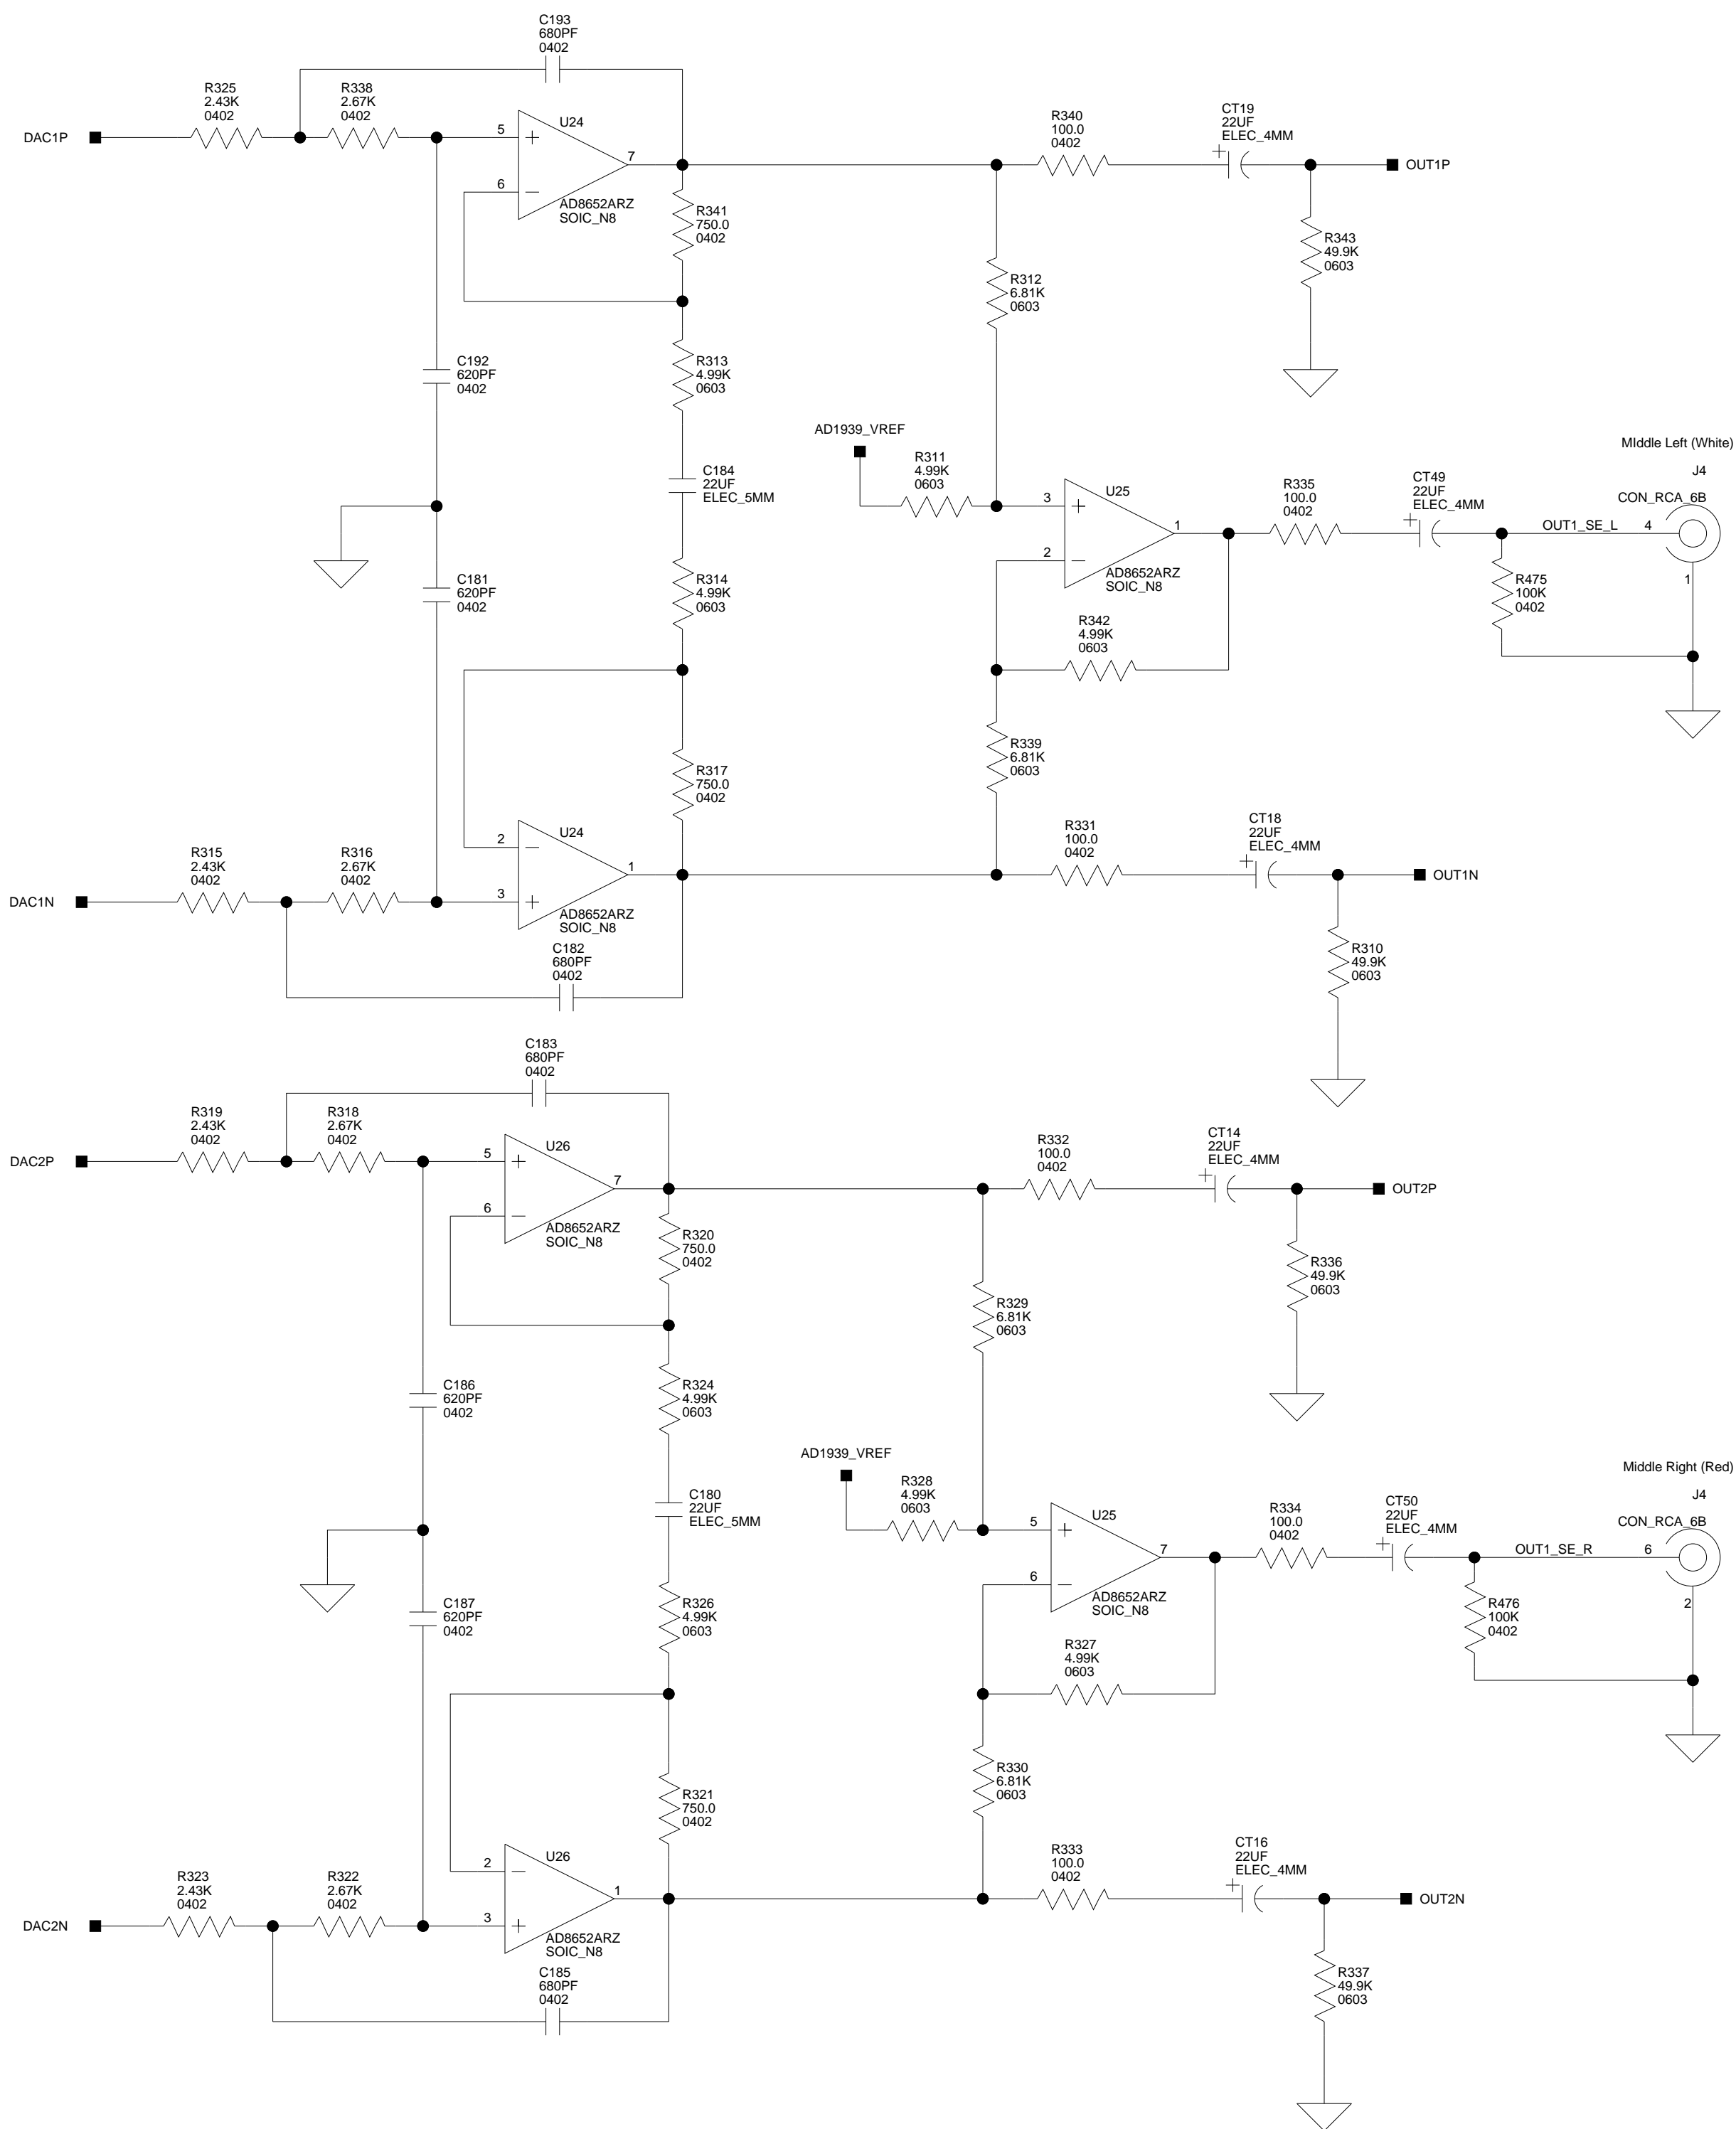 C193
680PF
0402
R325
2.43K
0402
R338
2.67K
0402
DAC1P
5
U24
7
6
AD8652ARZ
SOIC_N8
R341
750.0
0402
R340
100.0
0402
CT19
22UF
ELEC_4MM
+
OUT1P
R343
49.9K
0603
R312
6.81K
0603
C192
620PF
0402
R313
4.99K
0603
AD1939_VREF
R311
4.99K
0603
C184
22UF
ELEC_5MM
3
U25
1
2
AD8652ARZ
SOIC_N8
R335
100.0
0402
CT49
22UF
ELEC_4MM
+
OUT1_SE_L
4
MIddle Left (White)
J4
CON_RCA_6B
1
R475
100K
0402
C181
620PF
0402
R314
4.99K
0603
R342
4.99K
0603
R339
6.81K
0603
R317
750.0
0402
R315
2.43K
0402
R316
2.67K
0402
DAC1N
2
U24
1
3
AD8652ARZ
SOIC_N8
R331
100.0
0402
CT18
22UF
ELEC_4MM
+
OUT1N
R310
49.9K
0603
C182
680PF
0402
C183
680PF
0402
R319
2.43K
0402
R318
2.67K
0402
DAC2P
5
U26
7
6
AD8652ARZ
SOIC_N8
R320
750.0
0402
R332
100.0
0402
CT14
22UF
ELEC_4MM
+
OUT2P
R336
49.9K
0603
R329
6.81K
0603
C186
620PF
0402
R324
4.99K
0603
AD1939_VREF
R328
4.99K
0603
C180
22UF
ELEC_5MM
5
U25
7
6
AD8652ARZ
SOIC_N8
R334
100.0
0402
CT50
22UF
ELEC_4MM
+
OUT1_SE_R
6
Middle Right (Red)
J4
CON_RCA_6B
2
R476
100K
0402
C187
620PF
0402
R326
4.99K
0603
R327
4.99K
0603
R330
6.81K
0603
R321
750.0
0402
R323
2.43K
0402
R322
2.67K
0402
DAC2N
2
U26
1
3
AD8652ARZ
SOIC_N8
R333
100.0
0402
CT16
22UF
ELEC_4MM
+
OUT2N
R337
49.9K
0603
C185
680PF
0402